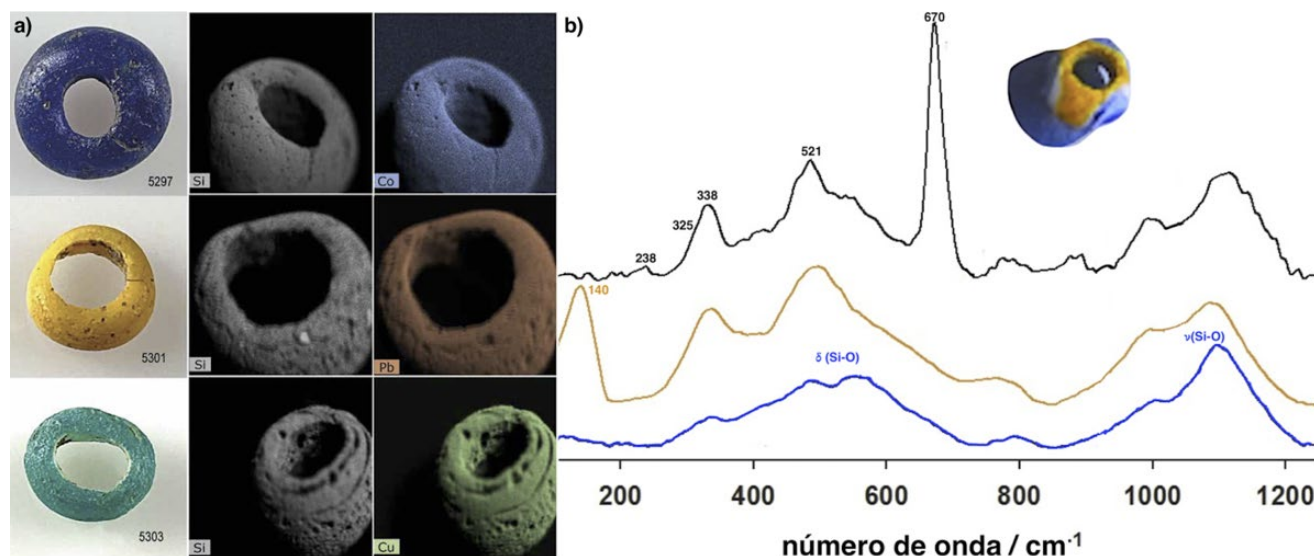 a)
5297
Si
Co
5301
Si
Pb
5303
Si
Cu
b)
670
521
338
325
238
140
δ (Si-O)
ν(Si-O)
200 400 600 800 1000 1200
número de onda / cm⁻¹